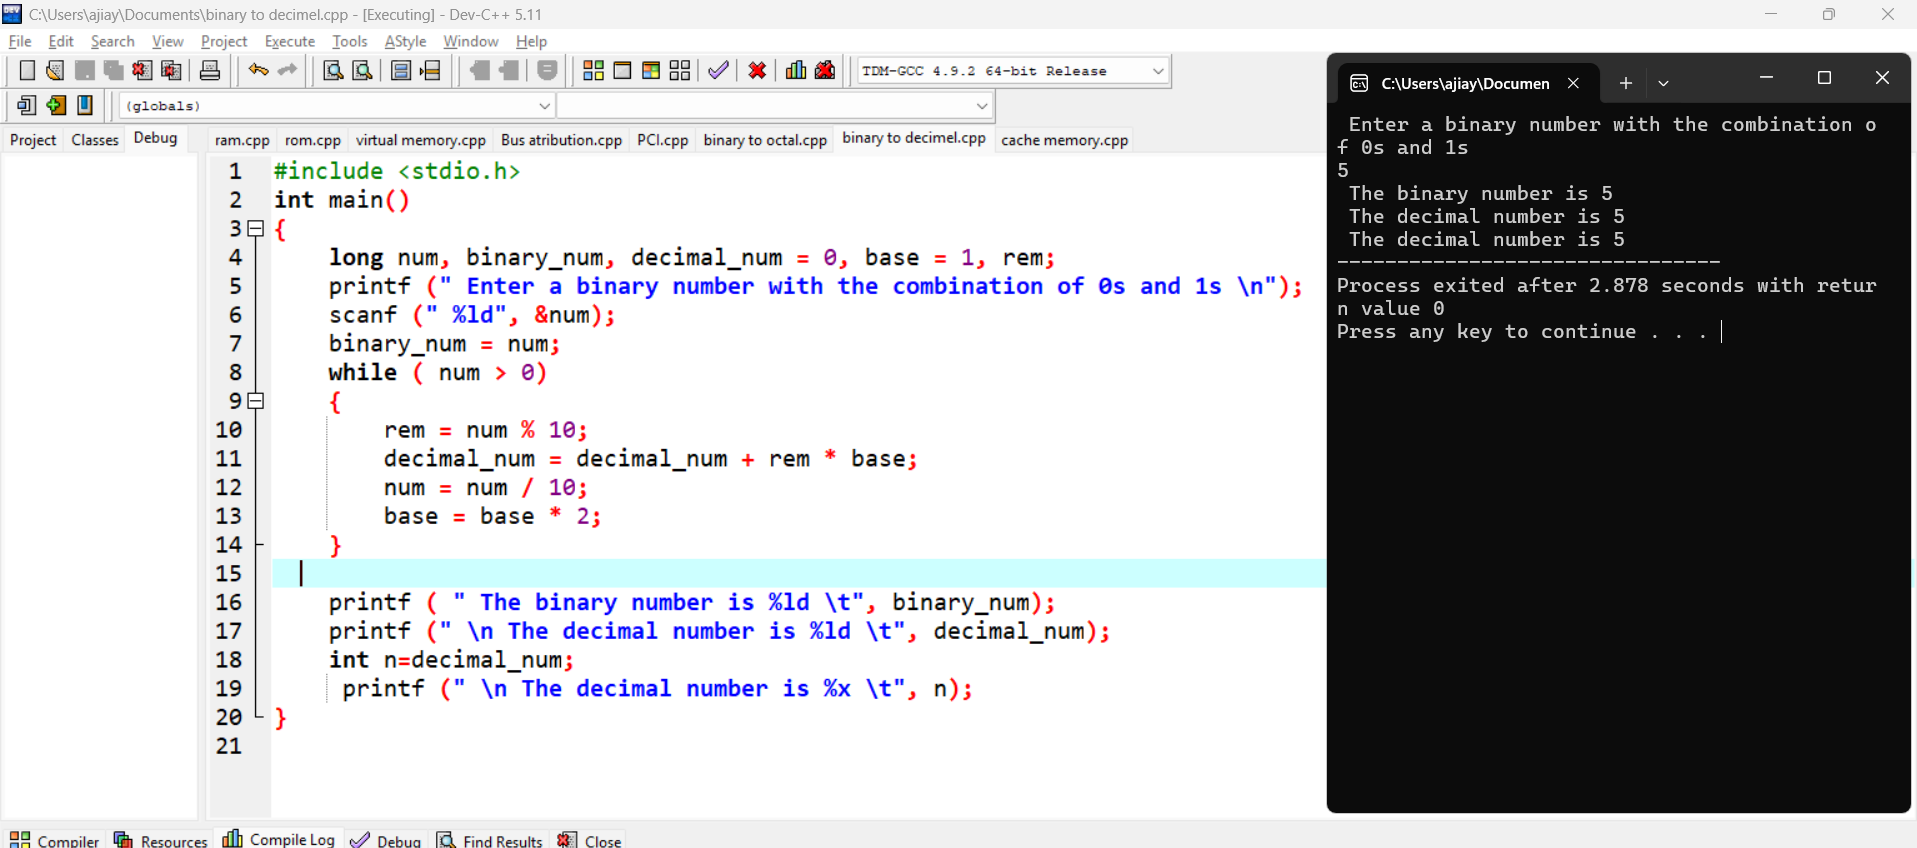 C:\Users\ajiay\Documents\binary to decimel.cpp - [Executing] - Dev-C++ 5.11
File Edit Search View Project Execute Tools AStyle Window Help
TDM-GCC 4.9.2 64-bit Release
(globals)
Project Classes Debug
ram.cpp rom.cpp virtual memory.cpp Bus atribution.cpp PCI.cpp binary to octal.cpp binary to decimel.cpp cache memory.cpp
1 #include <stdio.h>
2 int main()
3 {
4 long num, binary_num, decimal_num = 0, base = 1, rem;
5 printf (" Enter a binary number with the combination of 0s and 1s \n");
6 scanf (" %ld", &num);
7 binary_num = num;
8 while ( num > 0)
9 {
10 rem = num % 10;
11 decimal_num = decimal_num + rem * base;
12 num = num / 10;
13 base = base * 2;
14 }
15
16 printf ( " The binary number is %ld \t", binary_num);
17 printf (" \n The decimal number is %ld \t", decimal_num);
18 int n=decimal_num;
19 printf (" \n The decimal number is %x \t", n);
20 }
21
C:\Users\ajiay\Documen
Enter a binary number with the combination o
f 0s and 1s
5
The binary number is 5
The decimal number is 5
The decimal number is 5
--------------------------------
Process exited after 2.878 seconds with retur
n value 0
Press any key to continue . . .
Compiler Resources Compile Log Debug Find Results Close